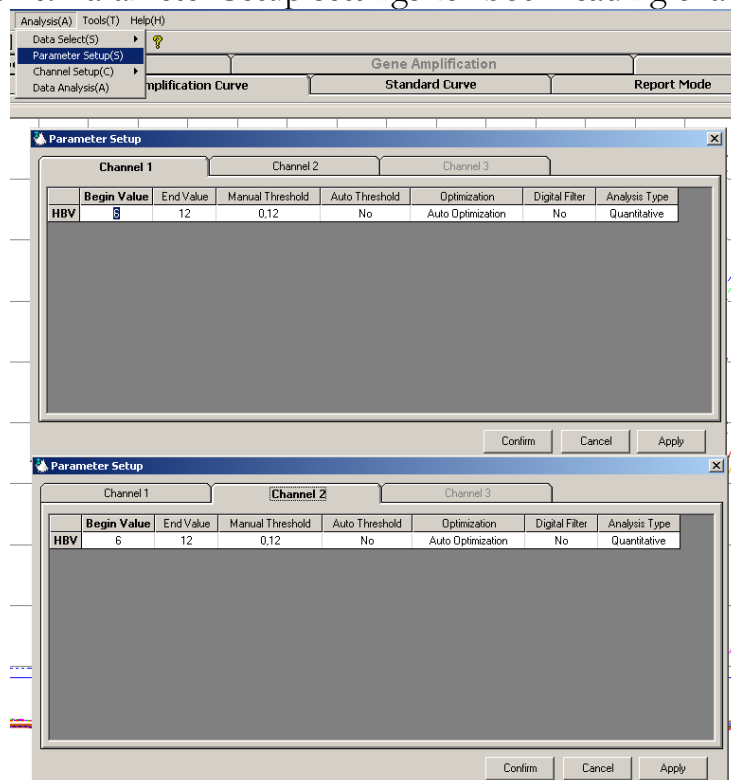 Analysis(A) Tools(T) Help(H)
Data Select(S)
Parameter Setup(S)
Channel Setup(C)
Data Analysis(A)
Gene Amplification
mplification Curve Standard Curve Report Mode
Parameter Setup
Channel 1 Channel 2 Channel 3
Begin Value End Value Manual Threshold Auto Threshold Optimization Digital Filter Analysis Type
HBV 6 12 0,12 No Auto Optimization No Quantitative
Confirm Cancel Apply
Parameter Setup
Channel 1 Channel 2 Channel 3
Begin Value End Value Manual Threshold Auto Threshold Optimization Digital Filter Analysis Type
HBV 6 12 0,12 No Auto Optimization No Quantitative
Confirm Cancel Apply